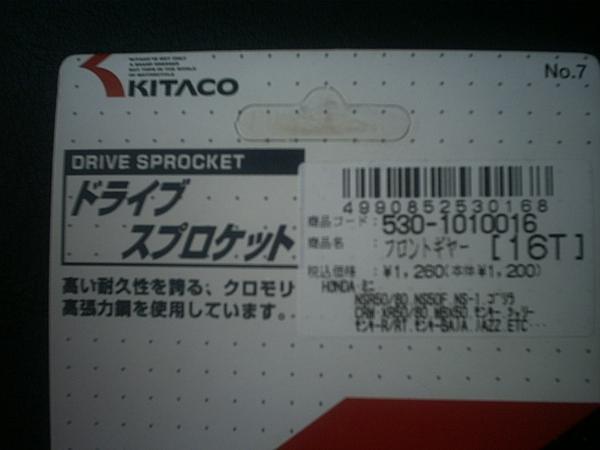 No.7
KITACO
DRIVE SPROCKET
ドライブ
スプロケット
高い耐久性を誇る、クロモリ
高張力鋼を使用しています。
4990852530168
商品コード: 530-1010016
商品名: フロントギヤー [16T]
税込価格: ¥1,260(本体¥1,200)
HONDA ミニ
NSR50/80.NS50F.NS-1.ゴリラ
CRM.XR50/80.MBX50.モンキー
モンキーR/RT.モンキーBAJA.JAZZ.ETC…